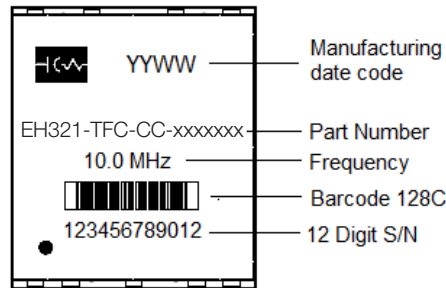 YYWW
Manufacturing
date code
EH321-TFC-CC-xxxxxxx
Part Number
10.0 MHz
Frequency
Barcode 128C
123456789012
12 Digit S/N